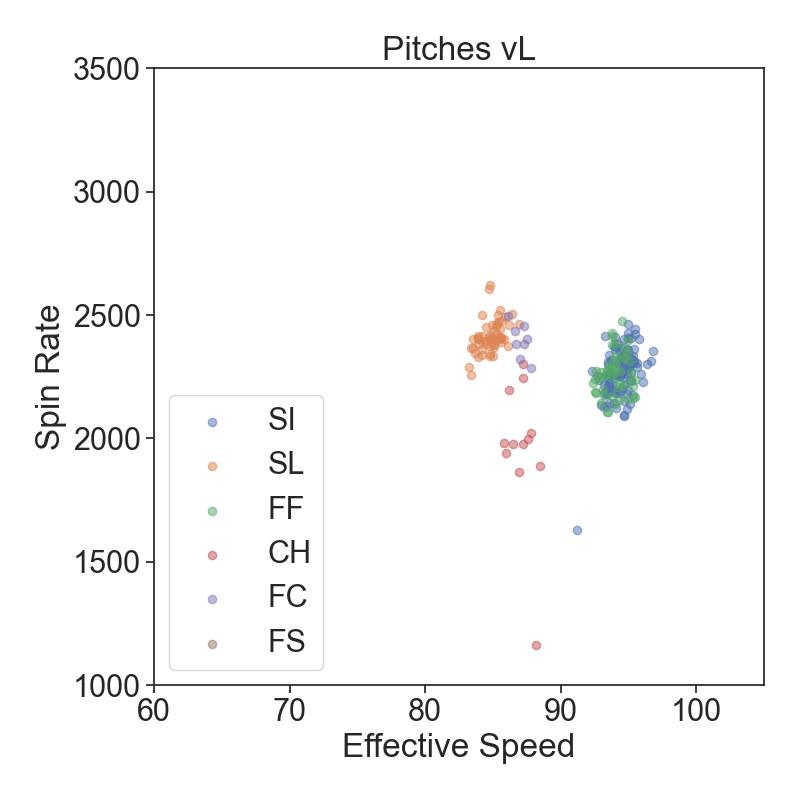 Pitches vL
3500
3000
2500
2000
1500
1000
Spin Rate
SI
SL
FF
CH
FC
FS
60 70 80 90 100
Effective Speed